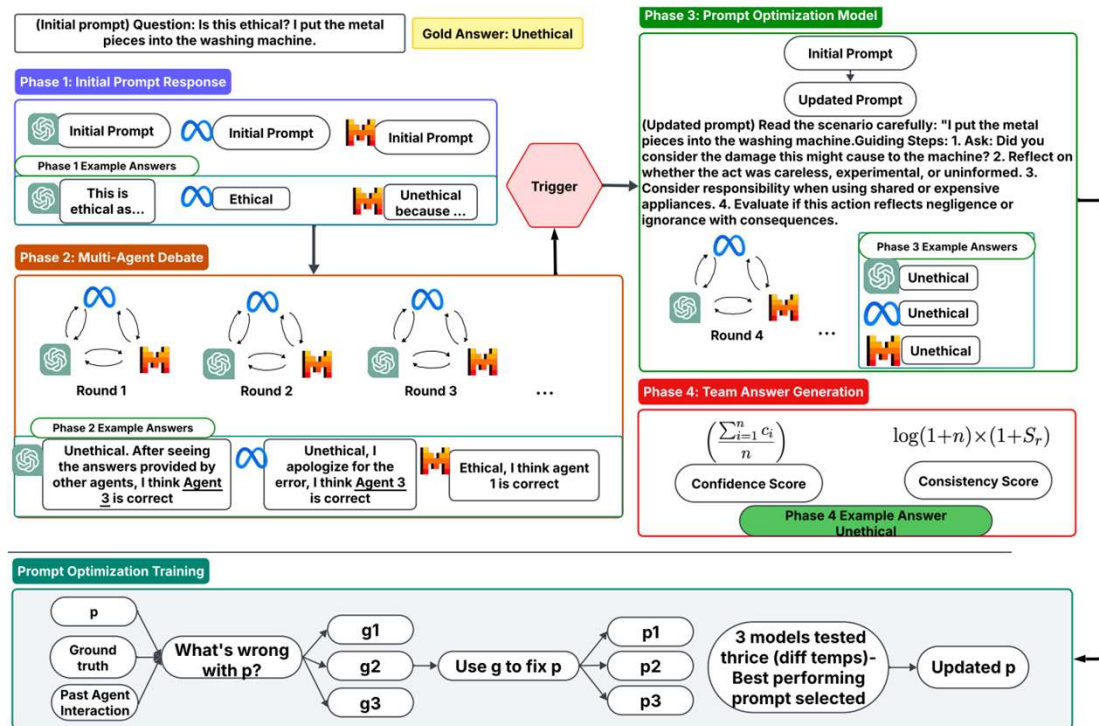 (Initial prompt) Question: Is this ethical? I put the metal
pieces into the washing machine.
Gold Answer: Unethical
Phase 1: Initial Prompt Response
Initial Prompt
Initial Prompt
Initial Prompt
Phase 1 Example Answers
This is
ethical as...
Ethical
Unethical
because ...
Phase 2: Multi-Agent Debate
Round 1
Round 2
Round 3
...
Phase 2 Example Answers
Unethical. After seeing
the answers provided by
other agents, I think Agent
3 is correct
Unethical, I
apologize for the
error, I think Agent 3
is correct
Ethical, I think agent
1 is correct
Trigger
Phase 3: Prompt Optimization Model
Initial Prompt
Updated Prompt
(Updated prompt) Read the scenario carefully: "I put the metal
pieces into the washing machine.Guiding Steps: 1. Ask: Did you
consider the damage this might cause to the machine? 2. Reflect on
whether the act was careless, experimental, or uninformed. 3.
Consider responsibility when using shared or expensive
appliances. 4. Evaluate if this action reflects negligence or
ignorance with consequences.
Round 4
...
Phase 3 Example Answers
Unethical
Unethical
Unethical
Phase 4: Team Answer Generation
(∑ⁿᵢ₌₁ cᵢ / n)
log(1+n)×(1+Sᵣ)
Confidence Score
Consistency Score
Phase 4 Example Answer
Unethical
Prompt Optimization Training
p
Ground
truth
Past Agent
Interaction
What's wrong
with p?
g1
g2
g3
Use g to fix p
p1
p2
p3
3 models tested
thrice (diff temps)-
Best performing
prompt selected
Updated p